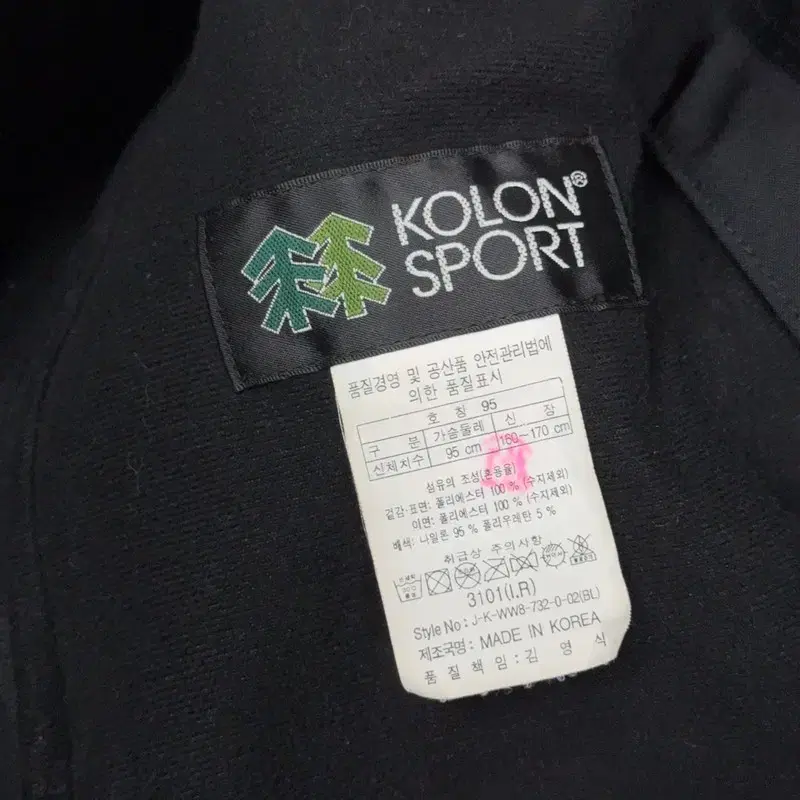 KOLON®
SPORT
품질경영 및 공산품 안전관리법에
의한 품질표시
호 칭 95
구 분 가슴둘레 신 장
신체치수 95 cm 160~170 cm
섬유의 조성(혼용율)
겉감:표면: 폴리에스터 100 % (수지제외)
이면: 폴리에스터 100 % (수지제외)
배색: 나일론 95 % 폴리우레탄 5 %
취급상 주의사항
3101(I.R)
Style No : J-K-WW8-732-0-02(BL)
제조국명: MADE IN KOREA
품 질 책 임 : 김 영 식